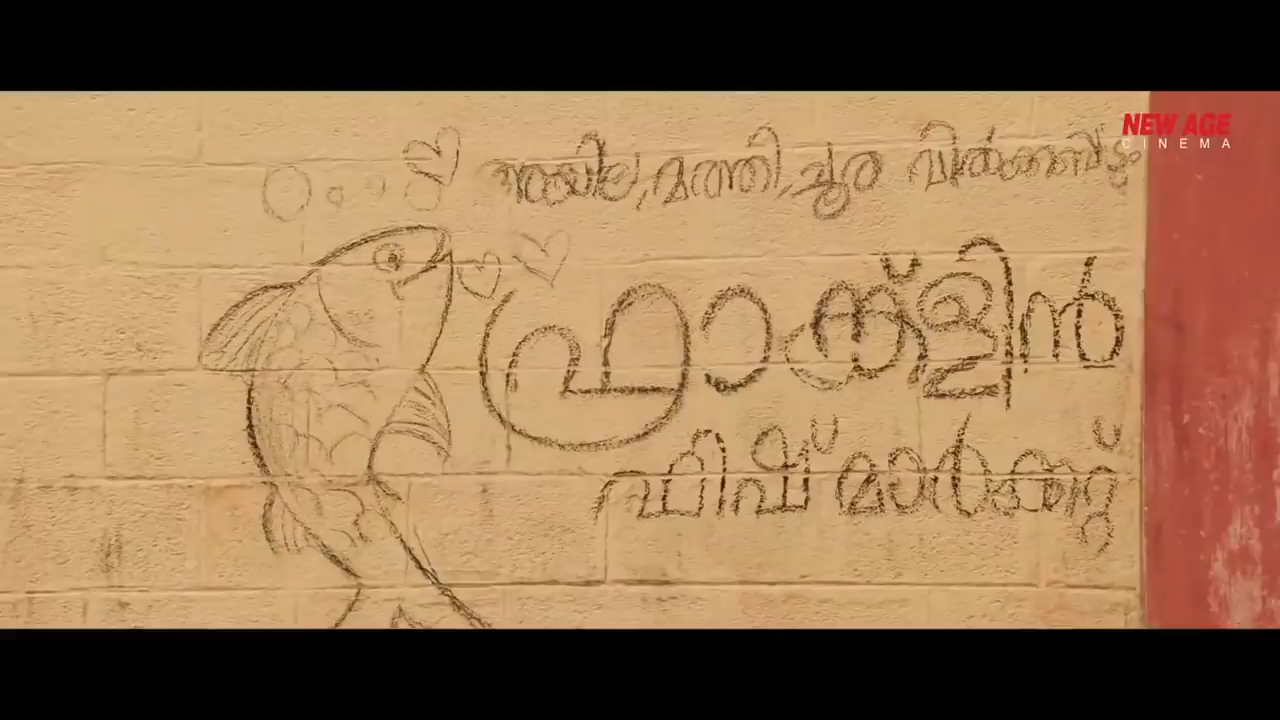 NEW AGE
CINEMA
അയില, മത്തി, ചൂര വിൽക്കപ്പെടും
ഫ്രാങ്ക്ളിൻ
ഫിഷ് മാർക്കറ്റ്